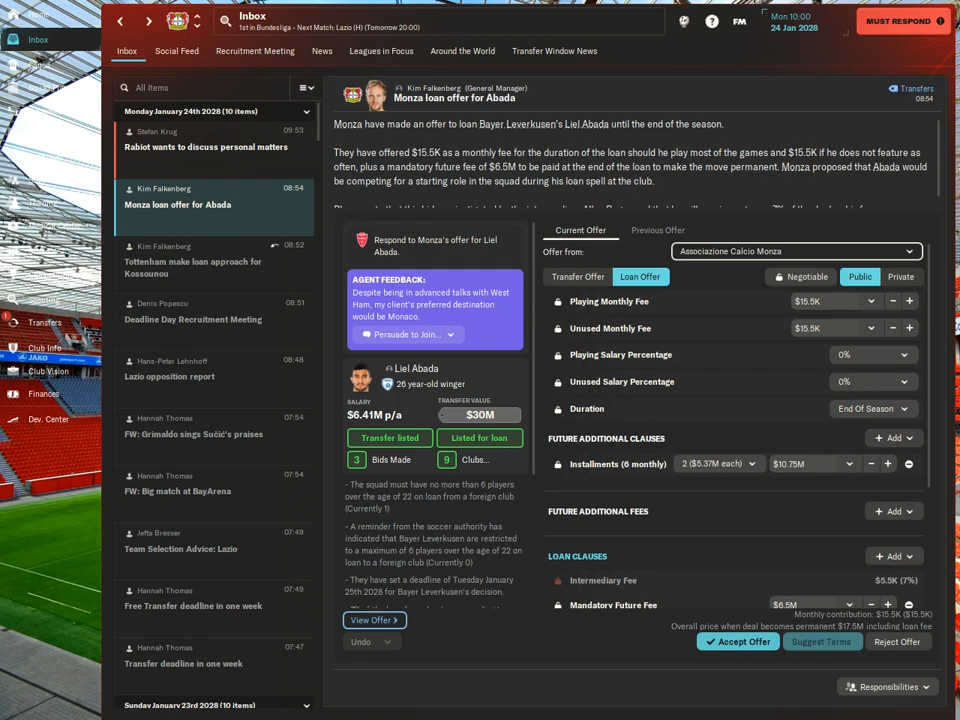 Home
Inbox
Inbox
1st in Bundesliga - Next Match: Lazio (H) (Tomorrow 20:00)
FM
Mon 10:00
24 Jan 2028
MUST RESPOND
Inbox
Social Feed
Recruitment Meeting
News
Leagues in Focus
Around the World
Transfer Window News
All Items
Monday January 24th 2028 (10 items)
Stefan Krug
09:53
Rabiot wants to discuss personal matters
Kim Falkenberg
08:54
Monza loan offer for Abada
Kim Falkenberg
08:52
Tottenham make loan approach for
Kossounou
Denis Popescu
08:51
Deadline Day Recruitment Meeting
Hans-Peter Lehnhoff
08:48
Lazio opposition report
Hannah Thomas
07:54
FW: Grimaldo sings Sučić's praises
Hannah Thomas
07:54
FW: Big match at BayArena
Jefta Bresser
07:49
Team Selection Advice: Lazio
Hannah Thomas
07:49
Free Transfer deadline in one week
Hannah Thomas
07:47
Transfer deadline in one week
Sunday January 23rd 2028 (10 items)
Scouting
1
Transfers
Club Info
JAKO
Club Vision
Finances
Dev. Center
Kim Falkenberg (General Manager)
Monza loan offer for Abada
Transfers
08:54
Monza have made an offer to loan Bayer Leverkusen's Liel Abada until the end of the season.
They have offered $15.5K as a monthly fee for the duration of the loan should he play most of the games and $15.5K if he does not feature as
often, plus a mandatory future fee of $6.5M to be paid at the end of the loan to make the move permanent. Monza proposed that Abada would
be competing for a starting role in the squad during his loan spell at the club.
Respond to Monza's offer for Liel
Abada.
AGENT FEEDBACK:
Despite being in advanced talks with West
Ham, my client's preferred destination
would be Monaco.
Persuade to Join...
Liel Abada
26 year-old winger
SALARY
$6.41M p/a
TRANSFER VALUE
$30M
Transfer listed
Listed for loan
3 Bids Made
9 Clubs...
- The squad must have no more than 6 players
over the age of 22 on loan from a foreign club
(Currently 1)
- A reminder from the soccer authority has
indicated that Bayer Leverkusen are restricted
to a maximum of 6 players over the age of 22 on
loan to a foreign club (Currently 0)
- They have set a deadline of Tuesday January
25th 2028 for Bayer Leverkusen's decision.
View Offer >
Undo
Current Offer
Previous Offer
Offer from:
Associazione Calcio Monza
Transfer Offer
Loan Offer
Negotiable
Public
Private
Playing Monthly Fee
$15.5K
Unused Monthly Fee
$15.5K
Playing Salary Percentage
0%
Unused Salary Percentage
0%
Duration
End Of Season
FUTURE ADDITIONAL CLAUSES
+ Add
Installments (6 monthly)
2 ($5.37M each)
$10.75M
FUTURE ADDITIONAL FEES
+ Add
LOAN CLAUSES
+ Add
Intermediary Fee
$5.5K (7%)
Mandatory Future Fee
$6.5M
Monthly contribution: $15.5K ($15.5K)
Overall price when deal becomes permanent $17.5M including loan fee
Accept Offer
Suggest Terms
Reject Offer
Responsibilities